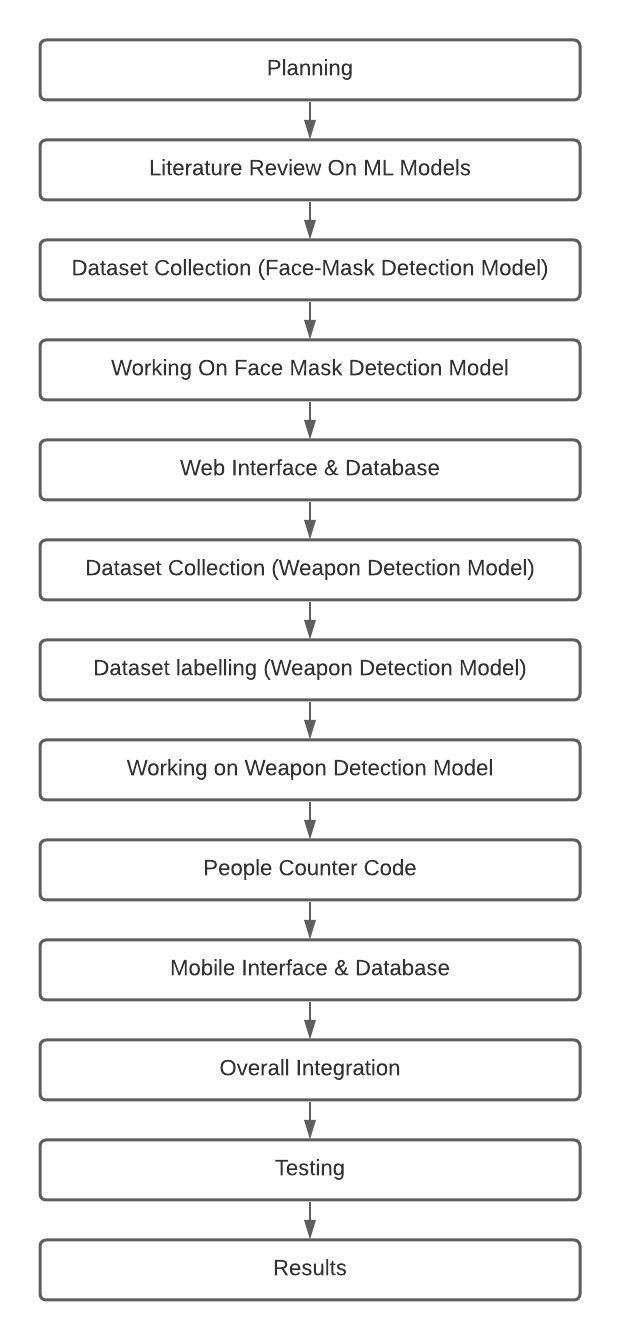 Planning
Literature Review On ML Models
Dataset Collection (Face-Mask Detection Model)
Working On Face Mask Detection Model
Web Interface & Database
Dataset Collection (Weapon Detection Model)
Dataset labelling (Weapon Detection Model)
Working on Weapon Detection Model
People Counter Code
Mobile Interface & Database
Overall Integration
Testing
Results